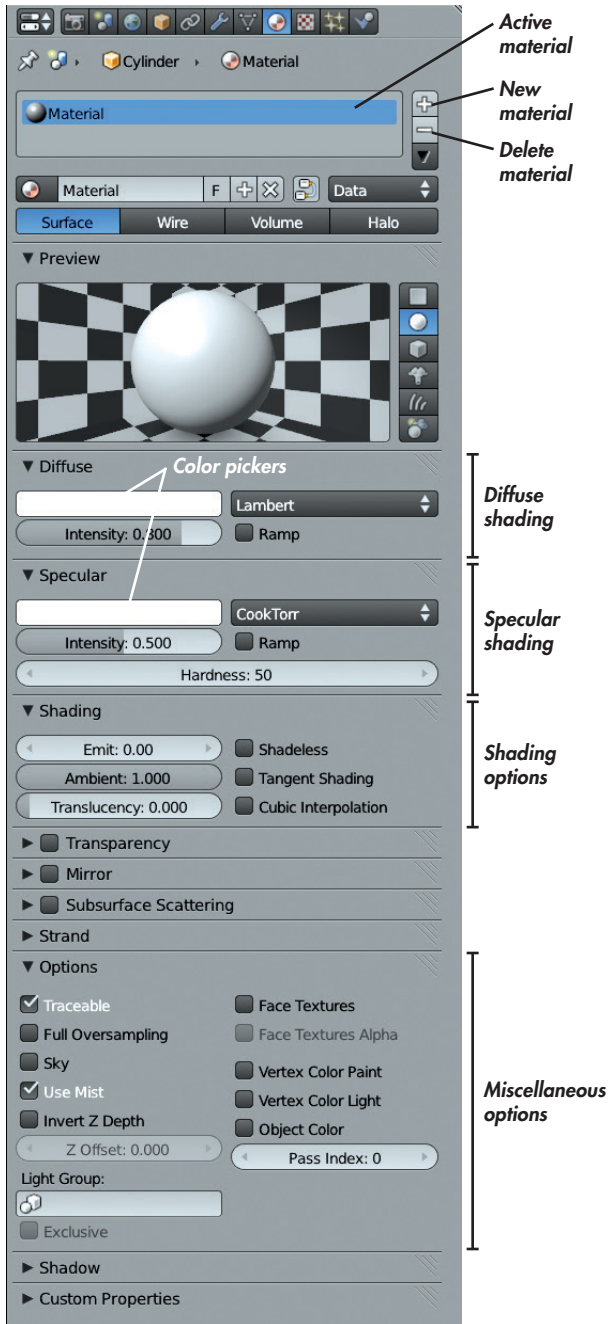 Active
material
Cylinder
Material
New
material
Material
Delete
material
Material
F
Data
Surface
Wire
Volume
Halo
Preview
Diffuse
Color pickers
Diffuse
shading
Lambert
Intensity: 0.800
Ramp
Specular
Specular
shading
CookTorr
Intensity: 0.500
Ramp
Hardness: 50
Shading
Shading
options
Emit: 0.00
Shadeless
Ambient: 1.000
Tangent Shading
Translucency: 0.000
Cubic Interpolation
Transparency
Mirror
Subsurface Scattering
Strand
Options
Traceable
Face Textures
Full Oversampling
Face Textures Alpha
Sky
Vertex Color Paint
Use Mist
Vertex Color Light
Miscellaneous
options
Invert Z Depth
Object Color
Z Offset: 0.000
Pass Index: 0
Light Group:
Exclusive
Shadow
Custom Properties